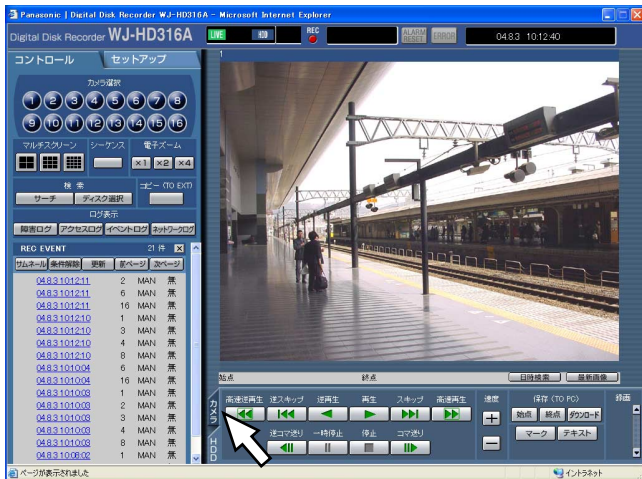 Panasonic | Digital Disk Recorder WJ-HD316A - Microsoft Internet Explorer
Digital Disk Recorder WJ-HD316A
LIVE HDD REC ALARM RESET ERROR 04.8.3 10:12:40
コントロール セットアップ
カメラ選択
1 2 3 4 5 6 7 8
9 10 11 12 13 14 15 16
マルチスクリーン シーケンス 電子ズーム
×1 ×2 ×4
検 索 コピー (TO EXT)
サーチ ディスク選択
ログ表示
障害ログ アクセスログ イベントログ ネットワークログ
REC EVENT 21 件
サムネール 条件解除 更新 前ページ 次ページ
04.8.3 10:12:11 2 MAN 無
04.8.3 10:12:11 6 MAN 無
04.8.3 10:12:11 16 MAN 無
04.8.3 10:12:10 1 MAN 無
04.8.3 10:12:10 3 MAN 無
04.8.3 10:12:10 4 MAN 無
04.8.3 10:12:10 8 MAN 無
04.8.3 10:10:04 6 MAN 無
04.8.3 10:10:04 16 MAN 無
04.8.3 10:10:03 1 MAN 無
04.8.3 10:10:03 2 MAN 無
04.8.3 10:10:03 3 MAN 無
04.8.3 10:10:03 4 MAN 無
04.8.3 10:10:03 8 MAN 無
04.8.3 10:08:02 1 MAN 無
1
始点 終点 日時検索 最新画像
カメラ
HDD
高速逆再生 逆スキップ 逆再生 再生 スキップ 高速再生 速度 保存 (TO PC) 録画
始点 終点 ダウンロード
逆コマ送り 一時停止 停止 コマ送り
マーク テキスト
ページが表示されました イントラネット